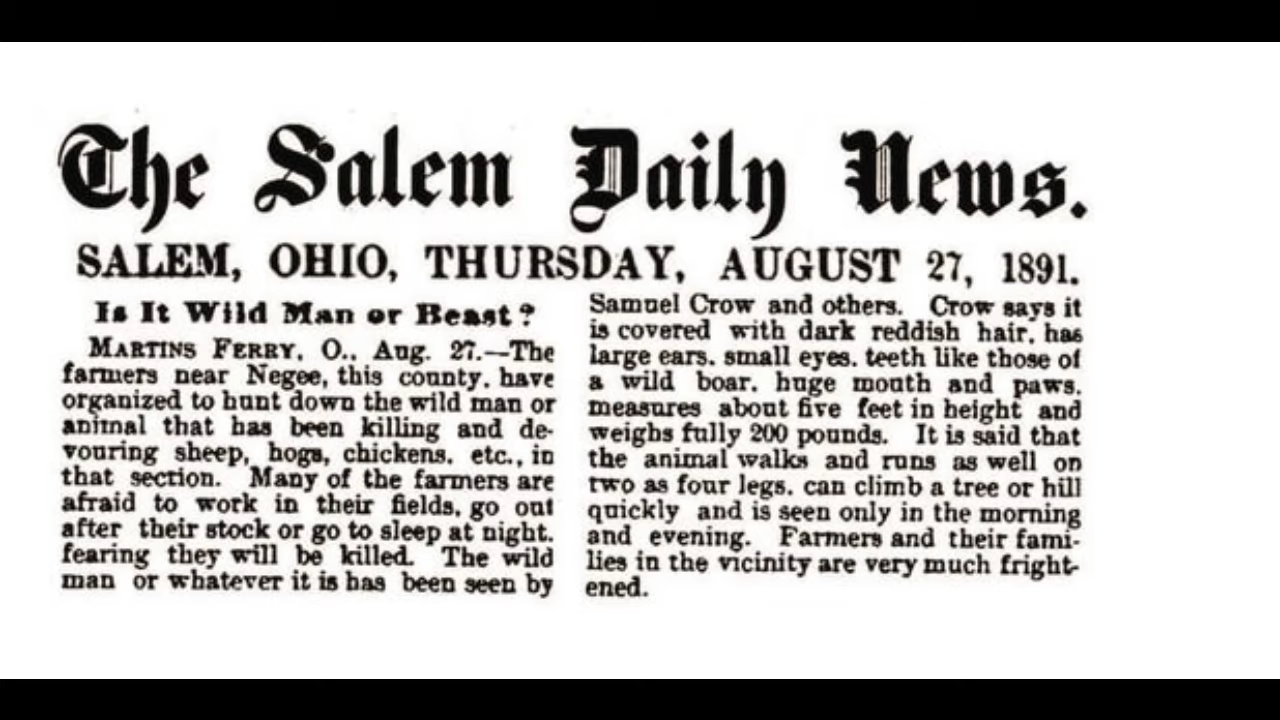 The Salem Daily News.
SALEM, OHIO, THURSDAY, AUGUST 27, 1891.
Is It Wild Man or Beast?
MARTINS FERRY, O., Aug. 27.—The
farmers near Negee, this county, have
organized to hunt down the wild man or
animal that has been killing and de-
vouring sheep, hogs, chickens, etc., in
that section. Many of the farmers are
afraid to work in their fields, go out
after their stock or go to sleep at night,
fearing they will be killed. The wild
man or whatever it is has been seen by
Samuel Crow and others. Crow says it
is covered with dark reddish hair, has
large ears, small eyes, teeth like those of
a wild boar, huge mouth and paws,
measures about five feet in height and
weighs fully 200 pounds. It is said that
the animal walks and runs as well on
two as four legs, can climb a tree or hill
quickly and is seen only in the morning
and evening. Farmers and their fami-
lies in the vicinity are very much fright-
ened.